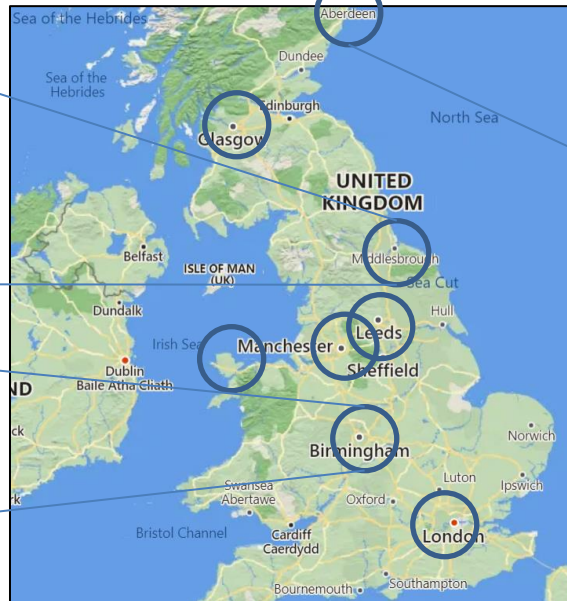 Sea of the Hebrides
Aberdeen
Dundee
Sea of the
Hebrides
Edinburgh
North Sea
Glasgow
UNITED
KINGDOM
Middlesbrough
Belfast
ISLE OF MAN
(UK)
Sea Cut
Dundalk
Hull
Leeds
Irish Sea
Manchester
Sheffield
Dublin
Baile Átha Cliath
ND
ck
Norwich
Birmingham
Luton
Ipswich
Swansea
Abertawe
Oxford
rk
London
Bristol Channel
Cardiff
Caerdydd
Southampton
Bournemouth